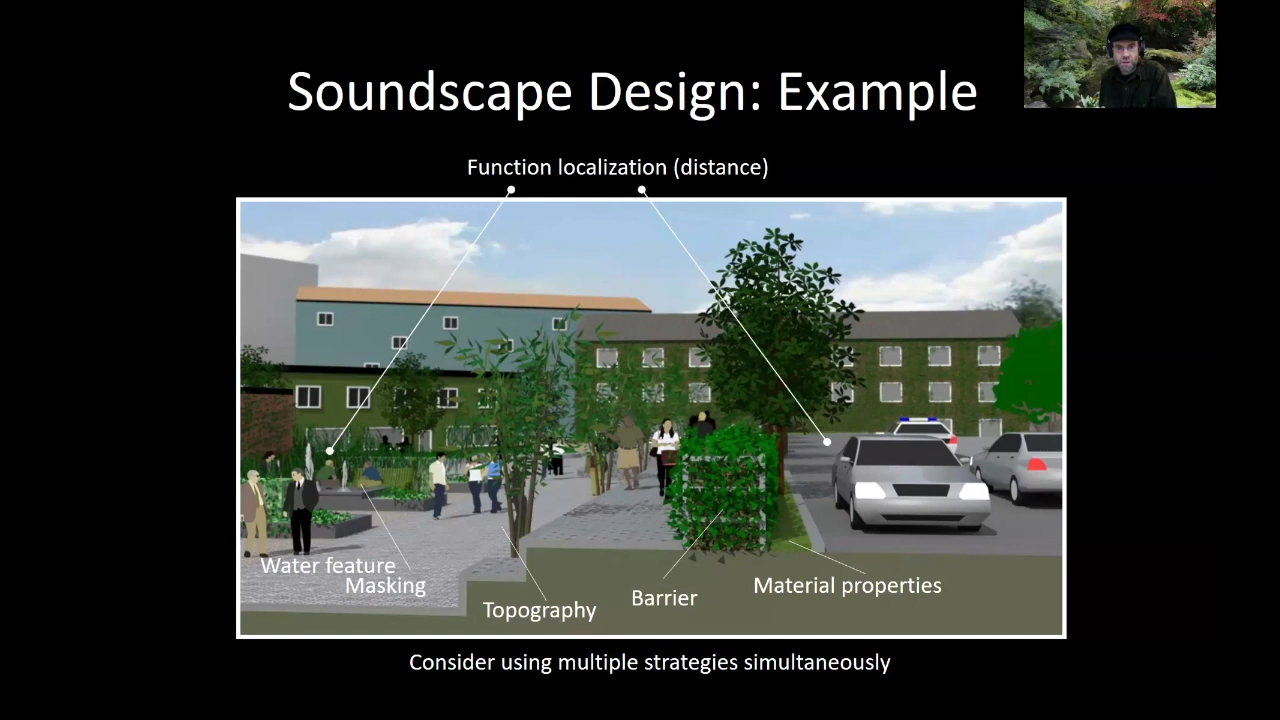 Soundscape Design: Example
Function localization (distance)
Water feature
Masking
Topography
Barrier
Material properties
Consider using multiple strategies simultaneously